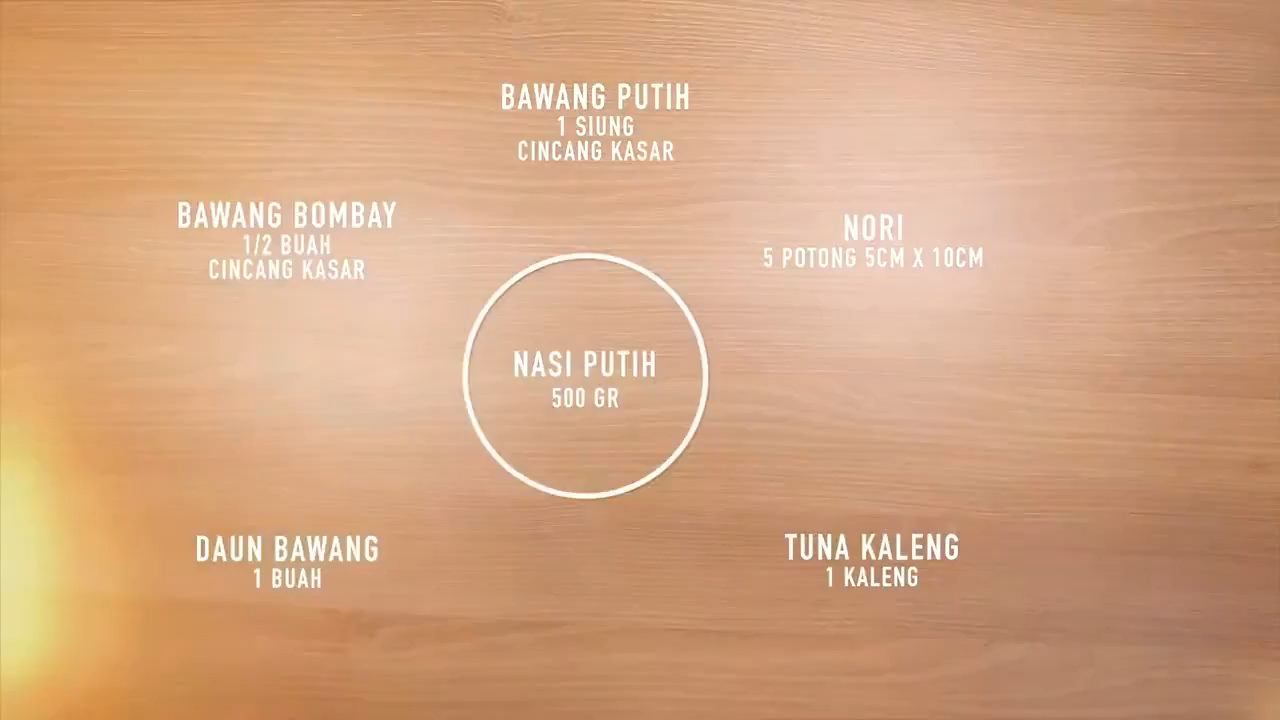 BAWANG PUTIH
1 SIUNG
CINCANG KASAR
BAWANG BOMBAY
1/2 BUAH
CINCANG KASAR
NORI
5 POTONG 5CM X 10CM
NASI PUTIH
500 GR
DAUN BAWANG
1 BUAH
TUNA KALENG
1 KALENG